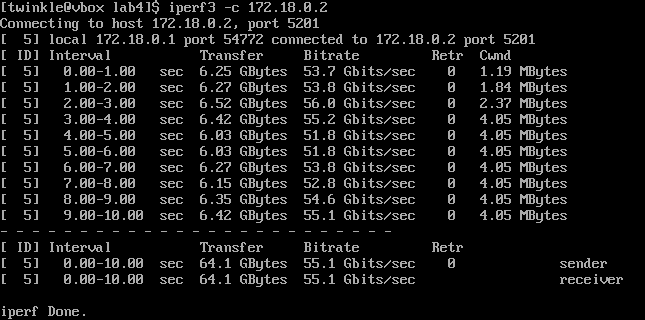 [twinkle@vbox lab4]$ iperf3 -c 172.18.0.2
Connecting to host 172.18.0.2, port 5201
[  5] local 172.18.0.1 port 54772 connected to 172.18.0.2 port 5201
[ ID] Interval           Transfer     Bitrate         Retr  Cwnd
[  5]   0.00-1.00   sec  6.25 GBytes  53.7 Gbits/sec    0   1.19 MBytes
[  5]   1.00-2.00   sec  6.27 GBytes  53.8 Gbits/sec    0   1.84 MBytes
[  5]   2.00-3.00   sec  6.52 GBytes  56.0 Gbits/sec    0   2.37 MBytes
[  5]   3.00-4.00   sec  6.42 GBytes  55.2 Gbits/sec    0   4.05 MBytes
[  5]   4.00-5.00   sec  6.03 GBytes  51.8 Gbits/sec    0   4.05 MBytes
[  5]   5.00-6.00   sec  6.03 GBytes  51.8 Gbits/sec    0   4.05 MBytes
[  5]   6.00-7.00   sec  6.27 GBytes  53.8 Gbits/sec    0   4.05 MBytes
[  5]   7.00-8.00   sec  6.15 GBytes  52.8 Gbits/sec    0   4.05 MBytes
[  5]   8.00-9.00   sec  6.35 GBytes  54.6 Gbits/sec    0   4.05 MBytes
[  5]   9.00-10.00  sec  6.42 GBytes  55.1 Gbits/sec    0   4.05 MBytes
- - - - - - - - - - - - - - - - - - - - - - - - -
[ ID] Interval           Transfer     Bitrate         Retr
[  5]   0.00-10.00  sec  64.1 GBytes  55.1 Gbits/sec    0             sender
[  5]   0.00-10.00  sec  64.1 GBytes  55.1 Gbits/sec                  receiver
iperf Done.